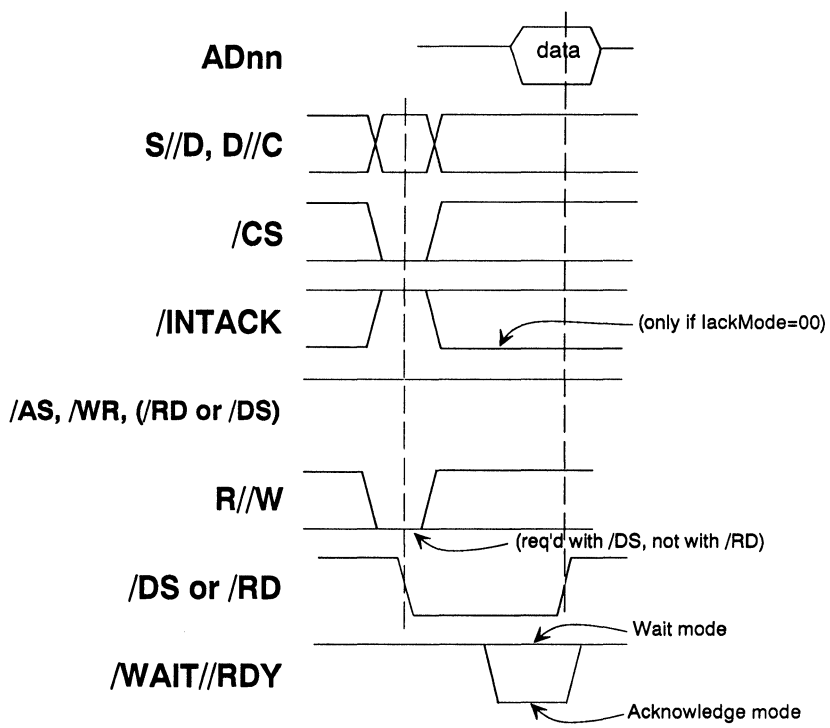 ADnn
data
S//D, D//C
/CS
/INTACK
(only if IackMode=00)
/AS, /WR, (/RD or /DS)
R//W
(req'd with /DS, not with /RD)
/DS or /RD
Wait mode
/WAIT//RDY
Acknowledge mode